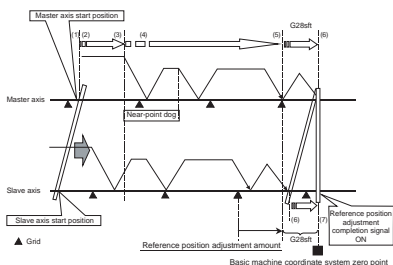 Master axis start position
G28sft
(1) (2) (3) (4) (5) (6)
Master axis
Near-point dog
Slave axis
(6) (7)
Slave axis start position
G28sft
Reference position
adjustment
completion signal
ON
▲ Grid
Reference position adjustment amount
Basic machine coordinate system zero point